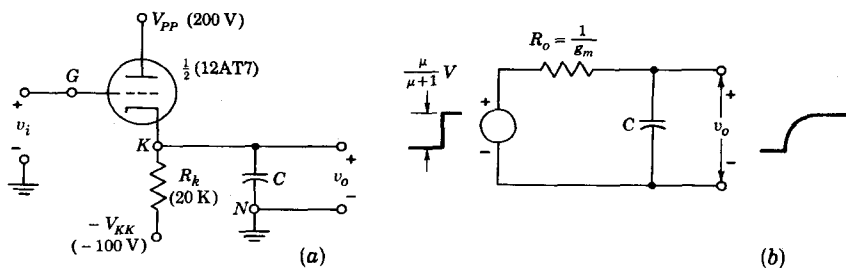 V_PP (200 V)
½ (12AT7)
G
+
v_i
-
K
R_k
(20 K)
C
+
v_o
-
N
- V_KK
(-100 V)
(a)
R_o = 1/g_m
μ/(μ+1) V
+
-
C
+
v_o
-
(b)